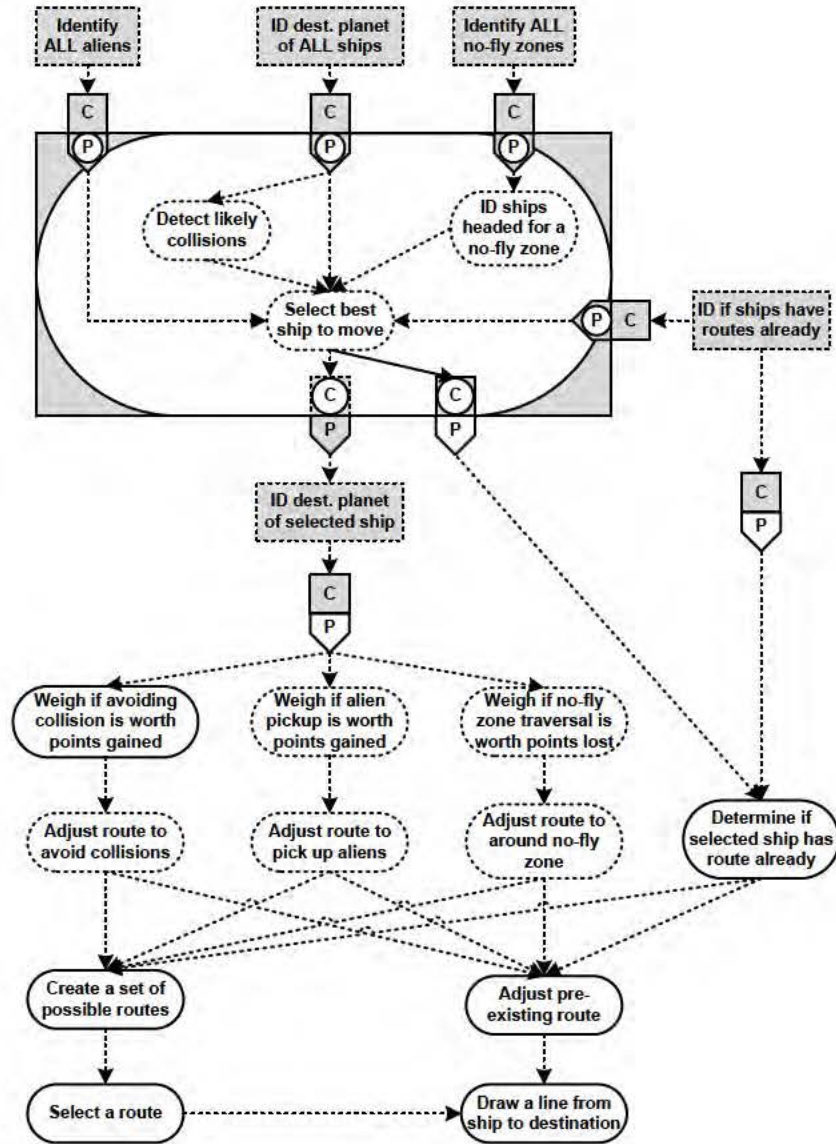 Identify
ALL aliens
ID dest. planet
of ALL ships
Identify ALL
no-fly zones
C
C
C
P
P
P
Detect likely
collisions
ID ships
headed for a
no-fly zone
Select best
ship to move
P
C
ID if ships have
routes already
C
P
C
P
ID dest. planet
of selected ship
C
P
C
P
Weigh if avoiding
collision is worth
points gained
Weigh if alien
pickup is worth
points gained
Weigh if no-fly
zone traversal is
worth points lost
Adjust route to
avoid collisions
Adjust route to
pick up aliens
Adjust route to
around no-fly
zone
Determine if
selected ship has
route already
Create a set of
possible routes
Adjust pre-
existing route
Select a route
Draw a line from
ship to destination